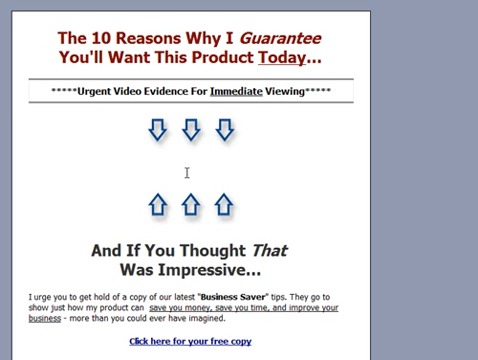 The 10 Reasons Why I Guarantee
You'll Want This Product Today...
*****Urgent Video Evidence For Immediate Viewing*****
And If You Thought That
Was Impressive...
I urge you to get hold of a copy of our latest "Business Saver" tips. They go to
show just how my product can save you money, save you time, and improve your
business - more than you could ever have imagined.
Click here for your free copy